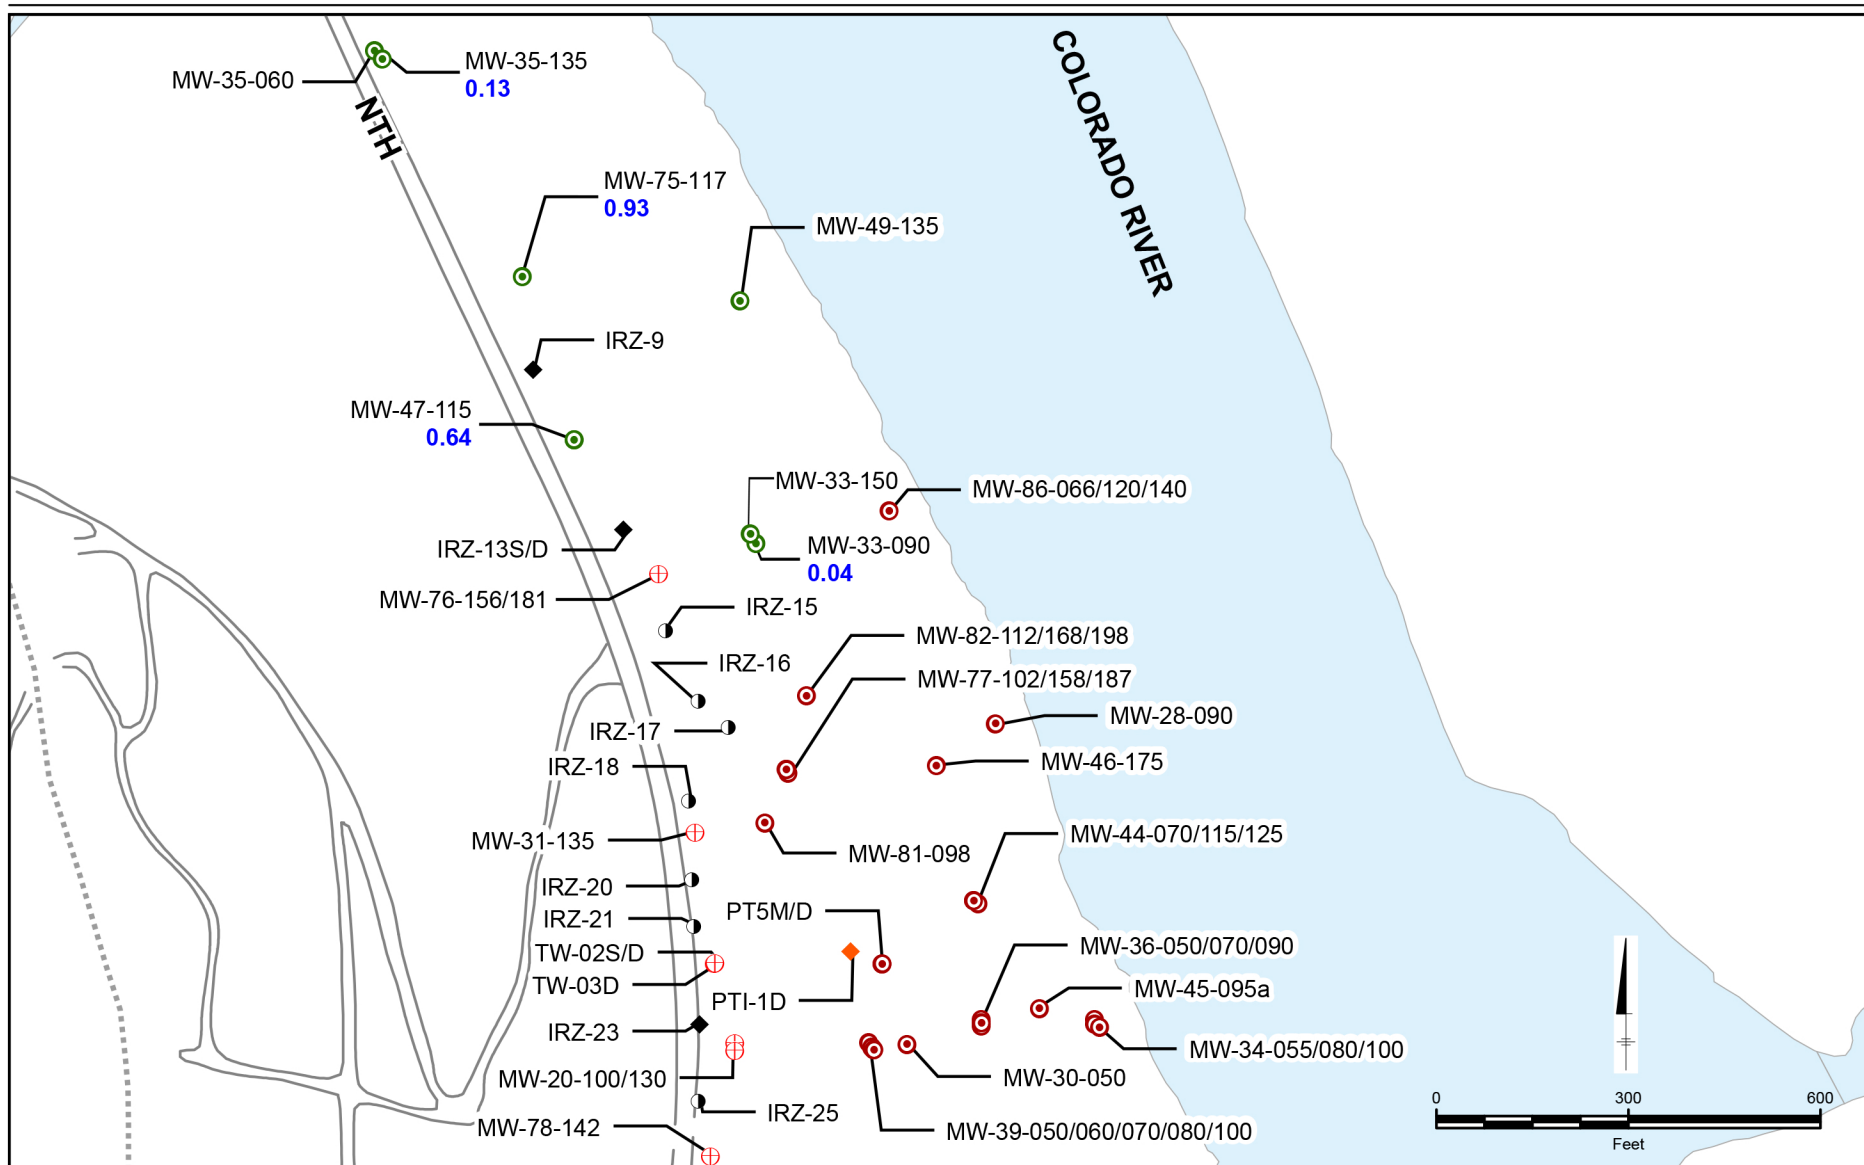 MW-35-060
MW-35-135
0.13
NTH
COLORADO RIVER
MW-75-117
0.93
MW-49-135
IRZ-9
MW-47-115
0.64
MW-33-150
MW-86-066/120/140
IRZ-13S/D
MW-33-090
0.04
MW-76-156/181
IRZ-15
MW-82-112/168/198
IRZ-16
MW-77-102/158/187
MW-28-090
IRZ-17
MW-46-175
IRZ-18
MW-31-135
MW-44-070/115/125
MW-81-098
IRZ-20
PT5M/D
IRZ-21
MW-36-050/070/090
TW-02S/D
TW-03D
MW-45-095a
PTI-1D
IRZ-23
MW-34-055/080/100
MW-20-100/130
MW-30-050
IRZ-25
MW-78-142
MW-39-050/060/070/080/100
0 300 600
Feet